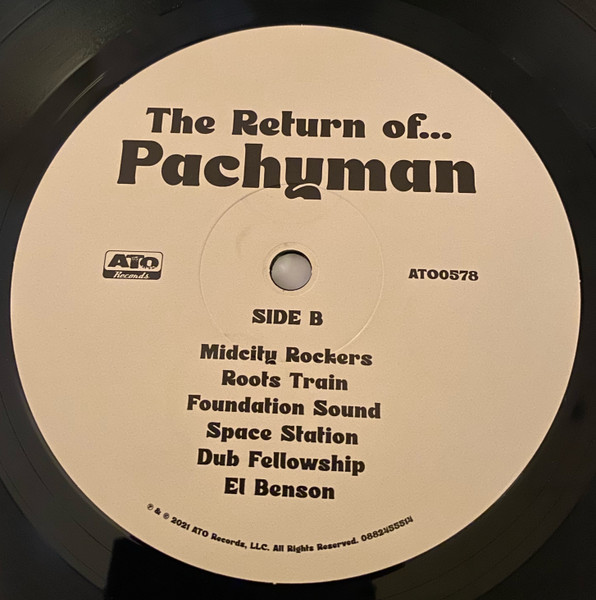 The Return of...
Pachyman
ATO
Records
ATO0578
SIDE B
Midcity Rockers
Roots Train
Foundation Sound
Space Station
Dub Fellowship
El Benson
℗ & © 2021 ATO Records, LLC. All Rights Reserved. 0882455514